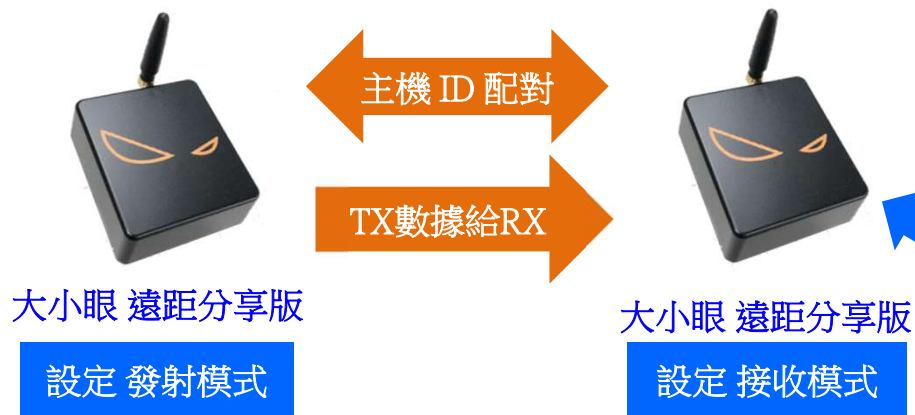 主機 ID 配對
TX數據給RX
大小眼 遠距分享版
大小眼 遠距分享版
設定 發射模式
設定 接收模式